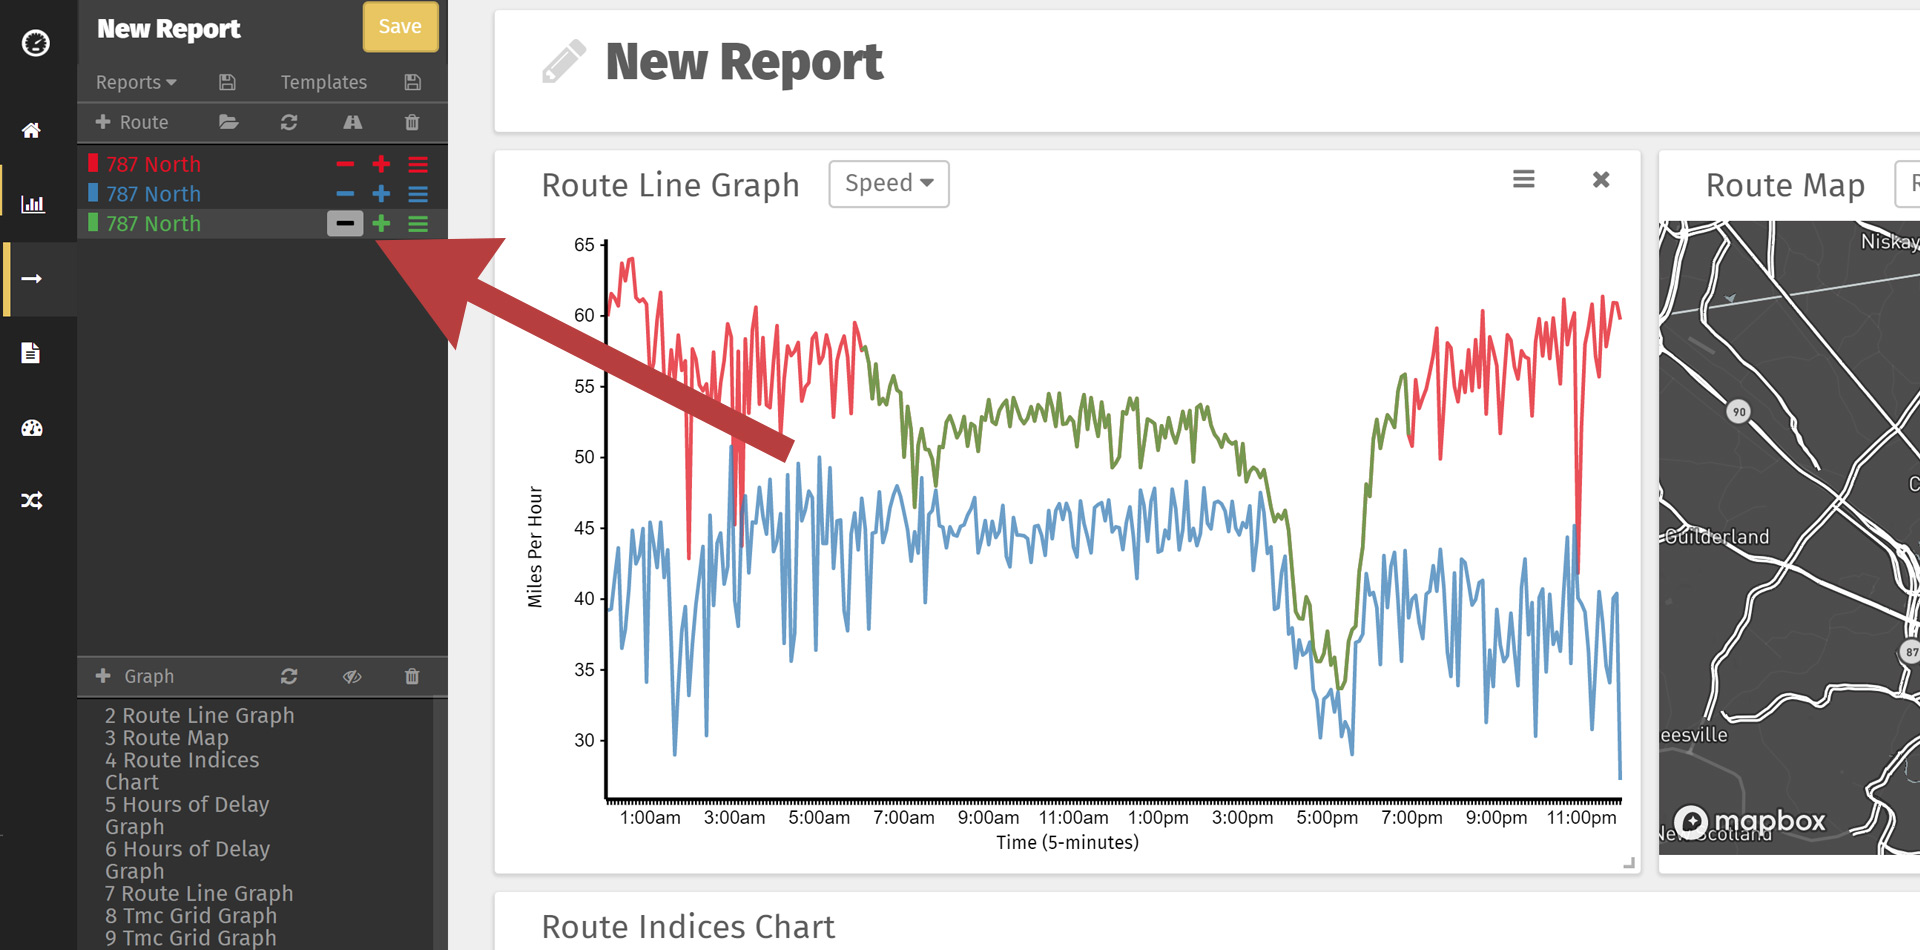 New Report
Save
Reports
Templates
Route
787 North
787 North
787 North
Graph
2 Route Line Graph
3 Route Map
4 Route Indices
Chart
5 Hours of Delay
Graph
6 Hours of Delay
Graph
7 Route Line Graph
8 Tmc Grid Graph
9 Tmc Grid Graph
New Report
Route Line Graph
Speed
65
60
55
50
45
40
35
30
Miles Per Hour
1:00am 3:00am 5:00am 7:00am 9:00am 11:00am 1:00pm 3:00pm 5:00pm 7:00pm 9:00pm 11:00pm
Time (5-minutes)
Route Map
R
Niskay
90
C
Guilderland
87
eesville
mapbox
New Scotland
Route Indices Chart